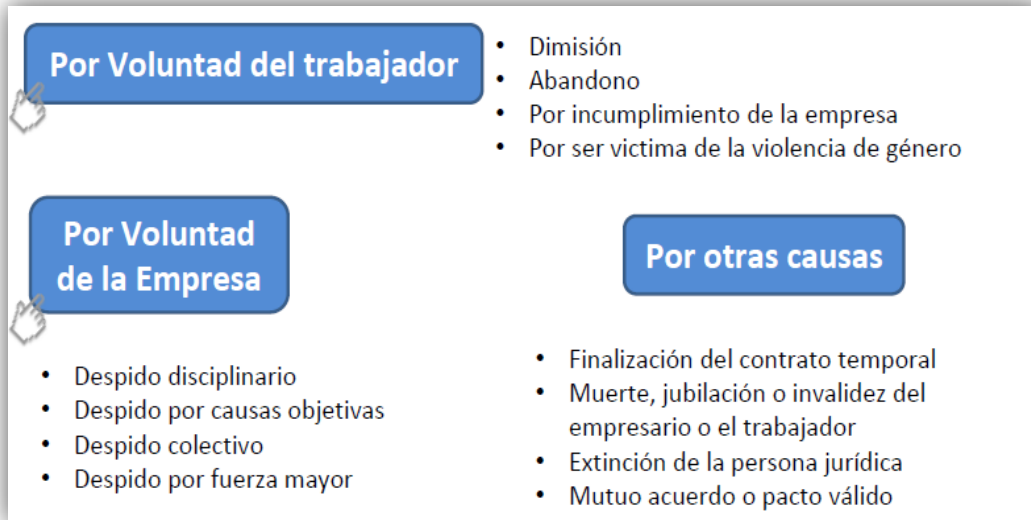 Por Voluntad del trabajador
• Dimisión
• Abandono
• Por incumplimiento de la empresa
• Por ser victima de la violencia de género
Por Voluntad
de la Empresa
• Despido disciplinario
• Despido por causas objetivas
• Despido colectivo
• Despido por fuerza mayor
Por otras causas
• Finalización del contrato temporal
• Muerte, jubilación o invalidez del
empresario o el trabajador
• Extinción de la persona jurídica
• Mutuo acuerdo o pacto válido